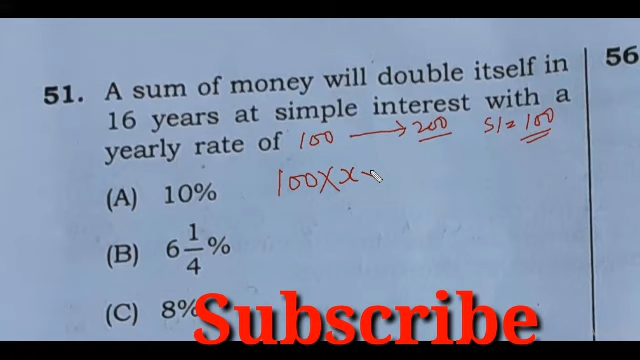 51. A sum of money will double itself in 56
16 years at simple interest with a
yearly rate of 100 → 200 SI = 100
(A) 10% 100 X x
(B) 6 1/4 %
(C) 8%
Subscribe